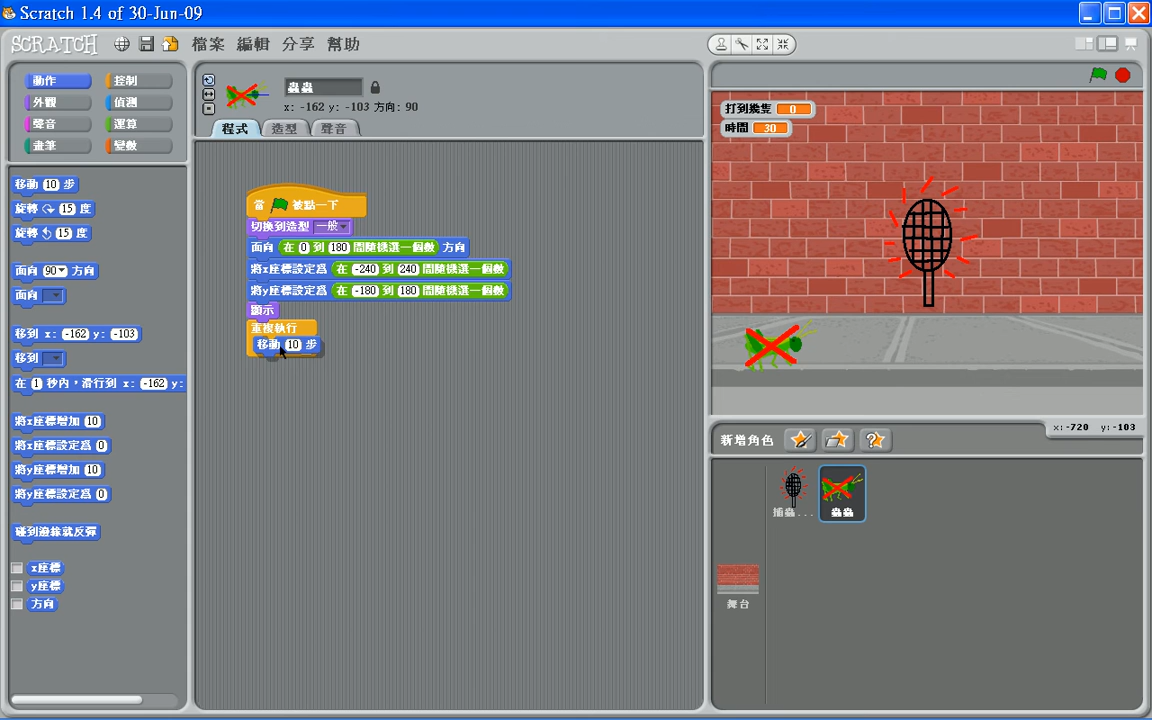 Scratch 1.4 of 30-Jun-09
SCRATCH 檔案 編輯 分享 幫助
動作 控制
外觀 偵測
聲音 運算
畫筆 變數
移動 10 步
旋轉 15 度
旋轉 15 度
面向 90 方向
面向
移到 x: -162 y: -103
移到
在 1 秒內,滑行到 x: -162 y:
將x座標增加 10
將x座標設定為 0
將y座標增加 10
將y座標設定為 0
碰到邊緣就反彈
x座標
y座標
方向
蟲蟲
x: -162 y: -103 方向: 90
程式 造型 聲音
當 被點一下
切換到造型 一般
面向 在 0 到 180 間隨機選一個數 方向
將x座標設定為 在 -240 到 240 間隨機選一個數
將y座標設定為 在 -180 到 180 間隨機選一個數
顯示
重複執行
移動 10 步
打到幾隻 0
時間 30
x: -720 y: -103
新增角色
捕蟲...
蟲蟲
舞台